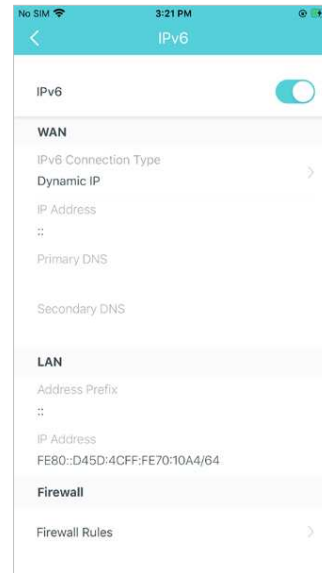 No SIM 3:21 PM
IPv6
IPv6
WAN
IPv6 Connection Type
Dynamic IP
IP Address
::
Primary DNS
Secondary DNS
LAN
Address Prefix
::
IP Address
FE80::D45D:4CFF:FE70:10A4/64
Firewall
Firewall Rules